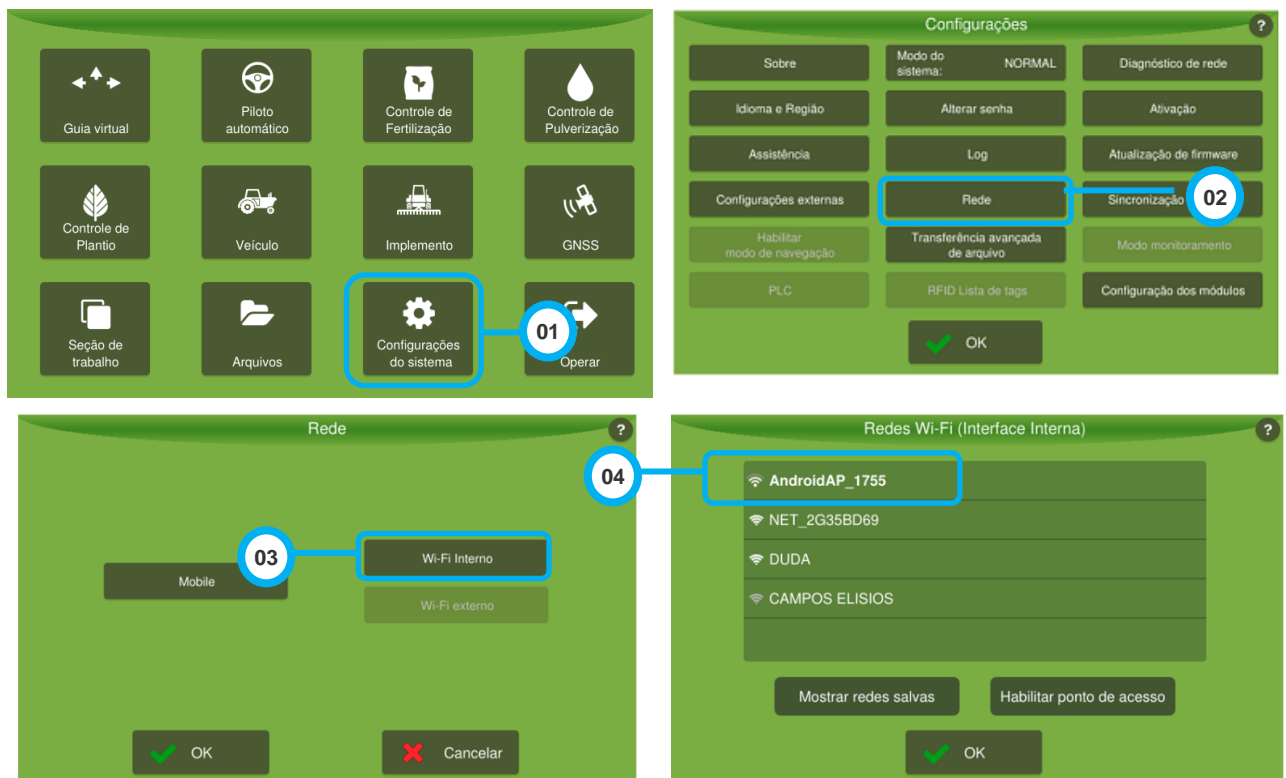 Guia virtual
Piloto
automático
Controle de
Fertilização
Controle de
Pulverização
Controle de
Plantio
Veículo
Implemento
GNSS
Seção de
trabalho
Arquivos
Configurações
do sistema
01
Operar
Configurações
?
Sobre
Modo do
sistema:
NORMAL
Diagnóstico de rede
Idioma e Região
Alterar senha
Ativação
Assistência
Log
Atualização de firmware
Configurações externas
Rede
Sincronização
02
Habilitar
modo de navegação
Transferência avançada
de arquivo
Modo monitoramento
PLC
RFID Lista de tags
Configuração dos módulos
OK
Rede
?
03
Mobile
Wi-Fi Interno
Wi-Fi externo
OK
Cancelar
04
Redes Wi-Fi (Interface Interna)
?
AndroidAP_1755
NET_2G35BD69
DUDA
CAMPOS ELISIOS
Mostrar redes salvas
Habilitar ponto de acesso
OK